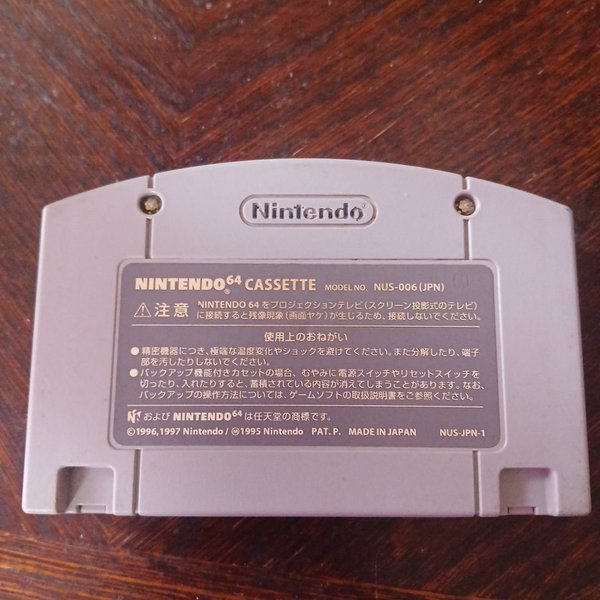 Nintendo®
NINTENDO64® CASSETTE MODEL NO. NUS-006 (JPN)
⚠注意 NINTENDO 64をプロジェクションテレビ(スクリーン投影式のテレビ)
に接続すると残像現象(画面ヤケ)が生じるため、接続しないでください。
使用上のおねがい
●精密機器につき、極端な温度変化やショックを避けてください。また分解したり、端子
部を汚したりしないでください。
●バックアップ機能付きカセットの場合、むやみに電源スイッチやリセットスイッチを
切ったり、入れたりすると、蓄積されている内容が消えてしまうことがあります。なお、
バックアップの操作方法については、ゲームソフトの取扱説明書をご参照ください。
N およびNINTENDO64は任天堂の商標です。
©1996,1997 Nintendo / Ⓜ1995 Nintendo PAT. P. MADE IN JAPAN NUS-JPN-1